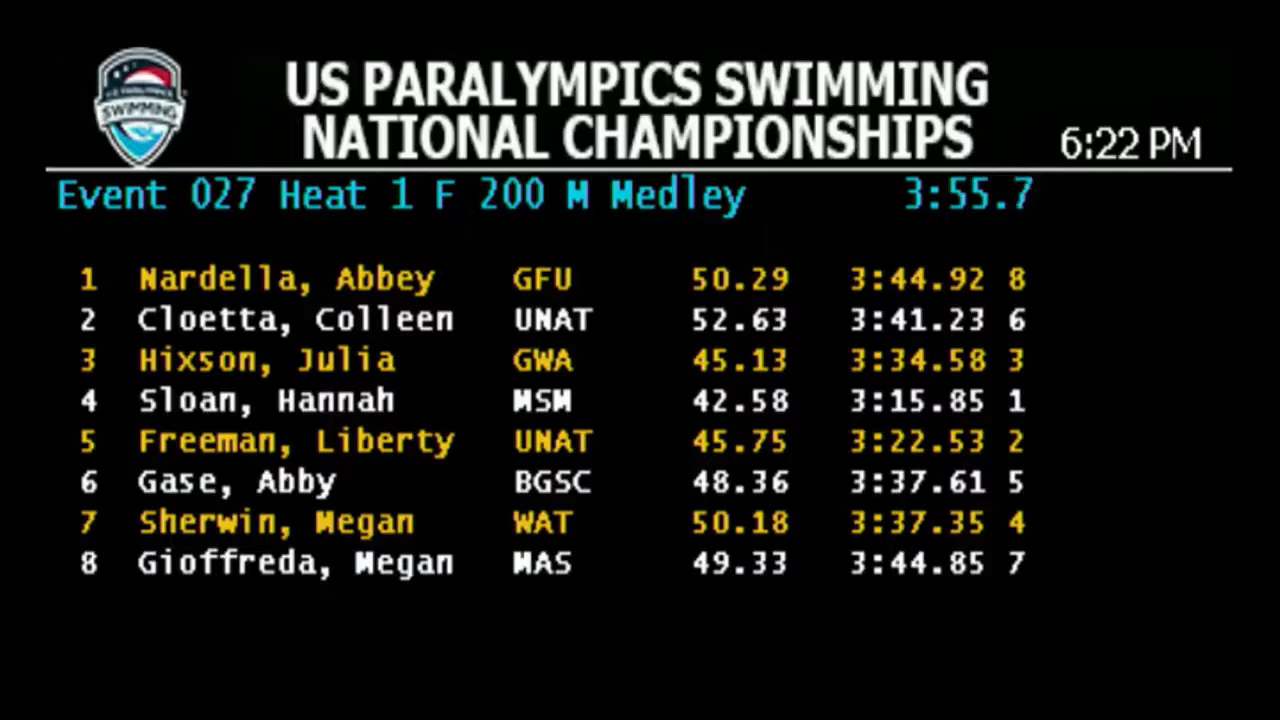 US PARALYMPICS
SWIMMING
US PARALYMPICS SWIMMING
NATIONAL CHAMPIONSHIPS
6:22 PM
Event 027 Heat 1 F 200 M Medley 3:55.7
1 Nardella, Abbey GFU 50.29 3:44.92 8
2 Cloetta, Colleen UNAT 52.63 3:41.23 6
3 Hixson, Julia GWA 45.13 3:34.58 3
4 Sloan, Hannah MSM 42.58 3:15.85 1
5 Freeman, Liberty UNAT 45.75 3:22.53 2
6 Gase, Abby BGSC 48.36 3:37.61 5
7 Sherwin, Megan WAT 50.18 3:37.35 4
8 Gioffreda, Megan MAS 49.33 3:44.85 7